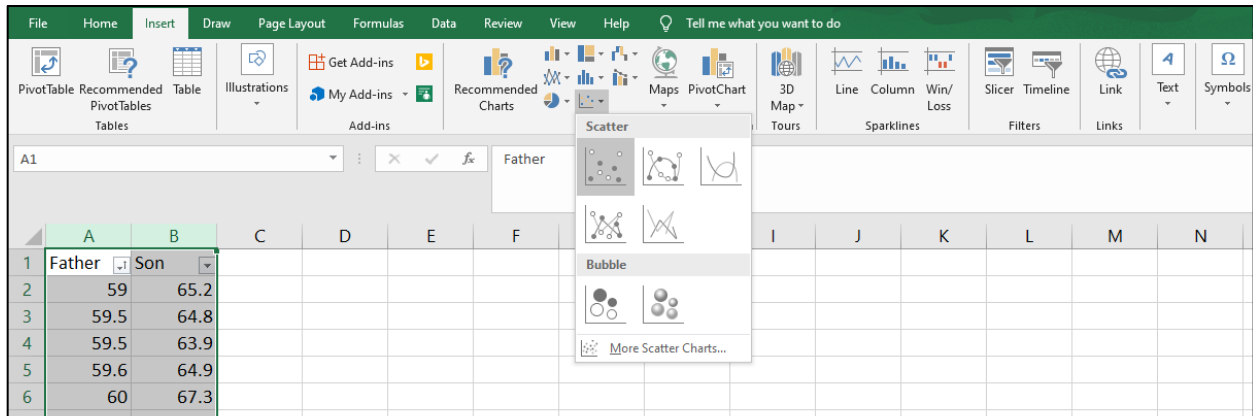 File Home Insert Draw Page Layout Formulas Data Review View Help Tell me what you want to do
PivotTable Recommended PivotTables Table
Tables
Illustrations
Get Add-ins
My Add-ins
Add-ins
Recommended Charts
Maps PivotChart
3D Map
Tours
Line Column Win/Loss
Sparklines
Slicer Timeline
Filters
Link
Links
Text
Symbols
Scatter
Bubble
More Scatter Charts...
A1 fx Father
A B C D E F I J K L M N
1 Father Son
2 59 65.2
3 59.5 64.8
4 59.5 63.9
5 59.6 64.9
6 60 67.3